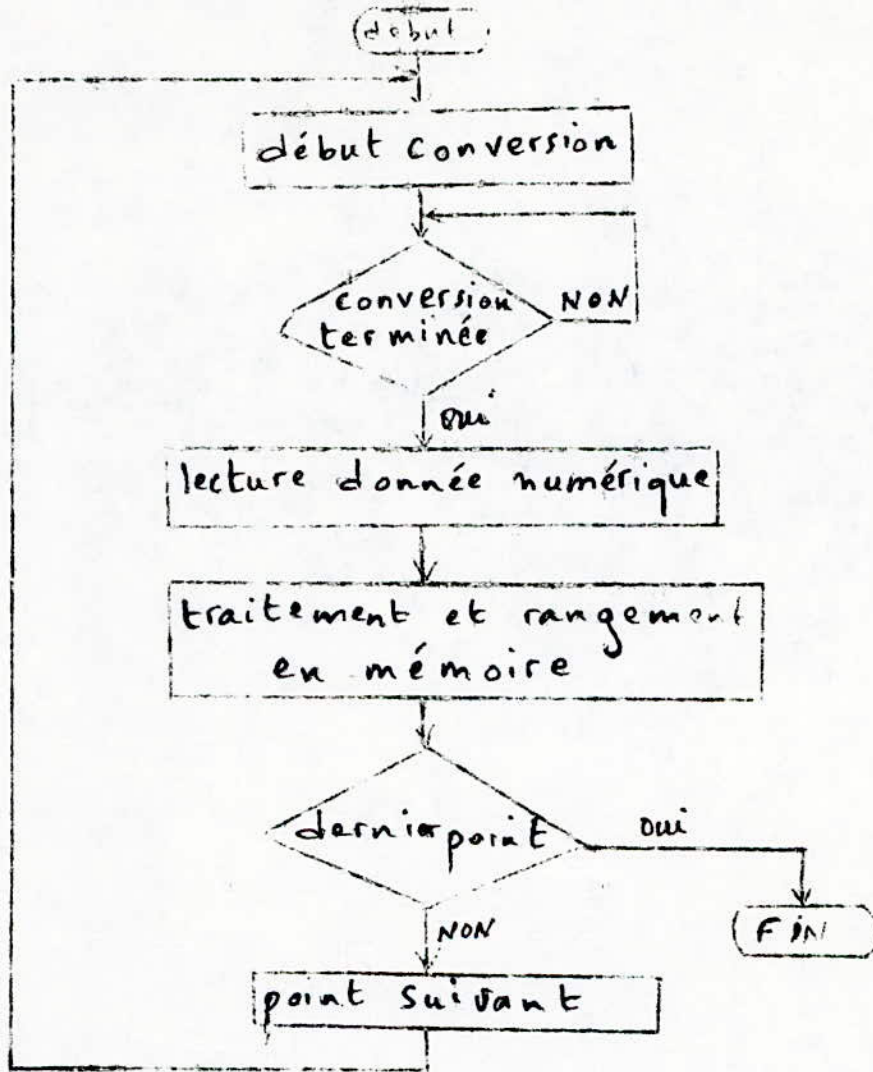 début
début conversion
conversion
terminée
NON
oui
lecture donnée numérique
traitement et rangement
en mémoire
dernier point
oui
NON
FIN
point suivant